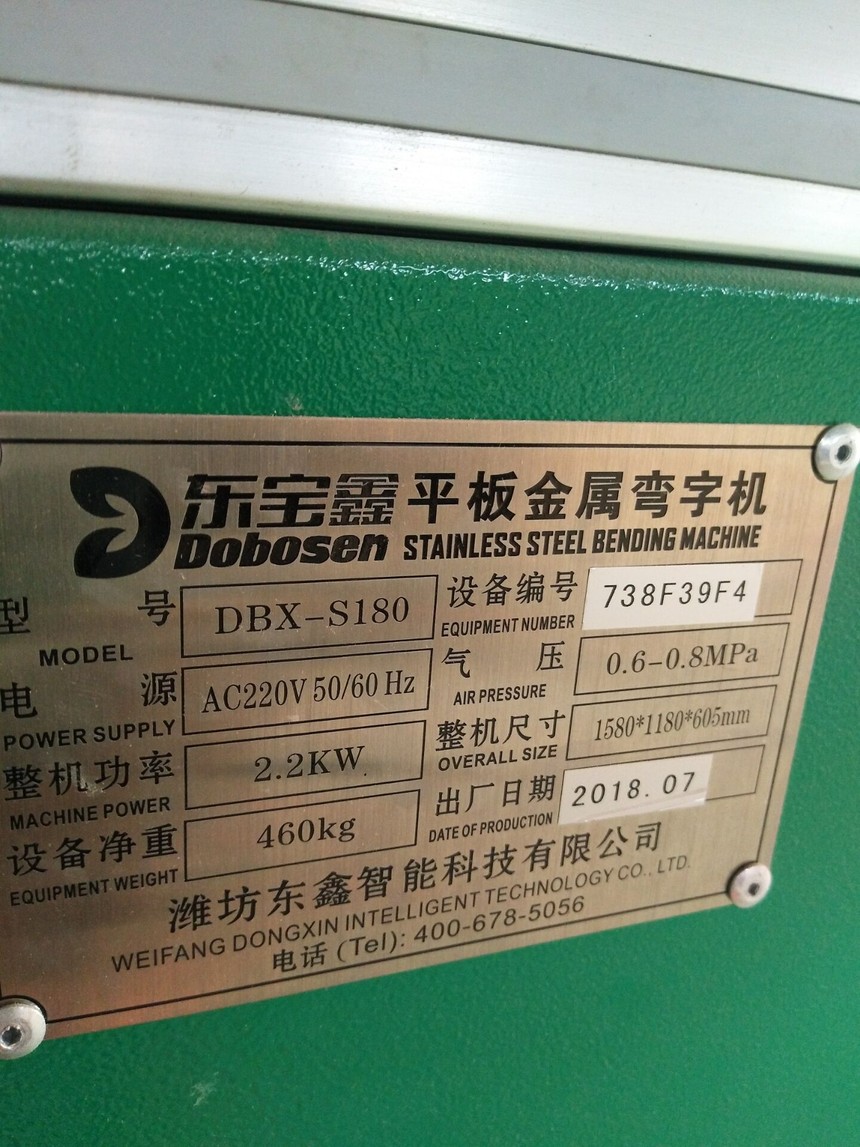 东宝鑫 平板金属弯字机
Dobosen STAINLESS STEEL BENDING MACHINE
型号 DBX-S180 设备编号 738F39F4
MODEL EQUIPMENT NUMBER
电源 AC220V 50/60 Hz 气压 0.6-0.8MPa
POWER SUPPLY AIR PRESSURE
整机功率 2.2KW 整机尺寸 1580*1180*605mm
MACHINE POWER OVERALL SIZE
设备净重 460kg 出厂日期 2018.07
EQUIPMENT WEIGHT DATE OF PRODUCTION
潍坊东鑫智能科技有限公司
WEIFANG DONGXIN INTELLIGENT TECHNOLOGY CO., LTD.
电话 (Tel): 400-678-5056